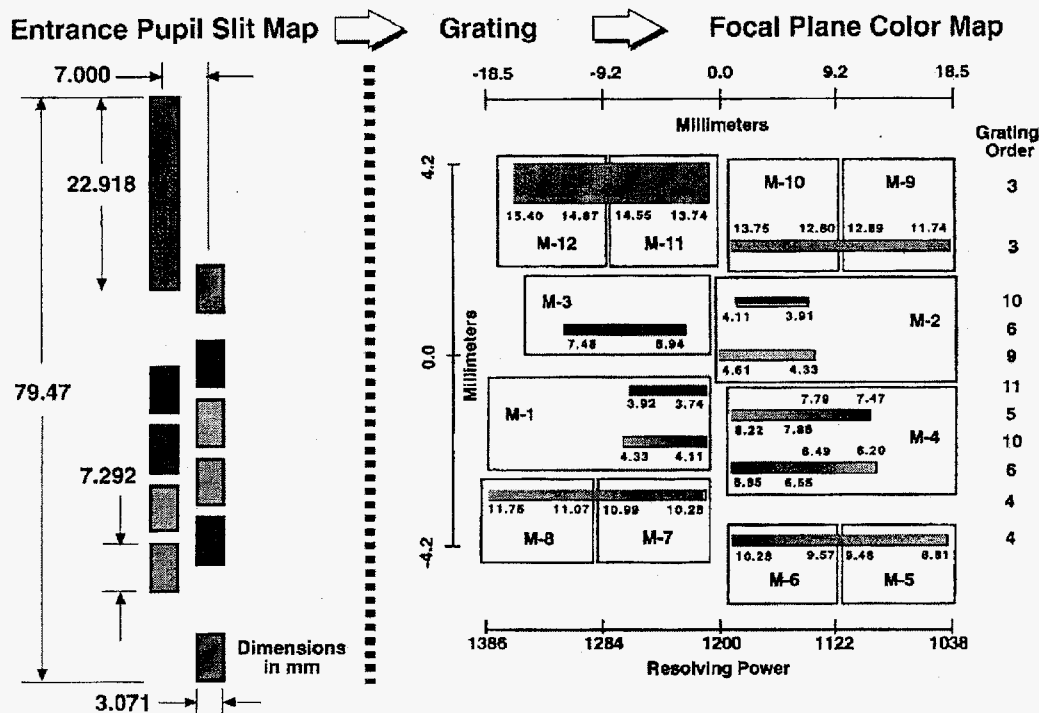 Entrance Pupil Slit Map
Grating
Focal Plane Color Map
7.000
22.918
79.47
7.292
3.071
Dimensions
in mm
-18.5 -9.2 0.0 9.2 18.5
Millimeters
Grating
Order
4.2
0.0
-4.2
Millimeters
15.40 14.87 14.55 13.74
M-12 M-11
M-10 M-9
13.75 12.60 12.89 11.74
3
3
M-3
7.48 6.94
4.11 3.91
M-2
4.61 4.33
10
6
9
M-1
3.92 3.74
4.33 4.11
7.79 7.47
8.22 7.85
M-4
6.49 6.20
6.85 6.55
11
5
10
6
11.75 11.07 10.99 10.28
M-8 M-7
4
10.28 9.57 9.48 8.81
M-6 M-5
4
1386 1284 1200 1122 1038
Resolving Power